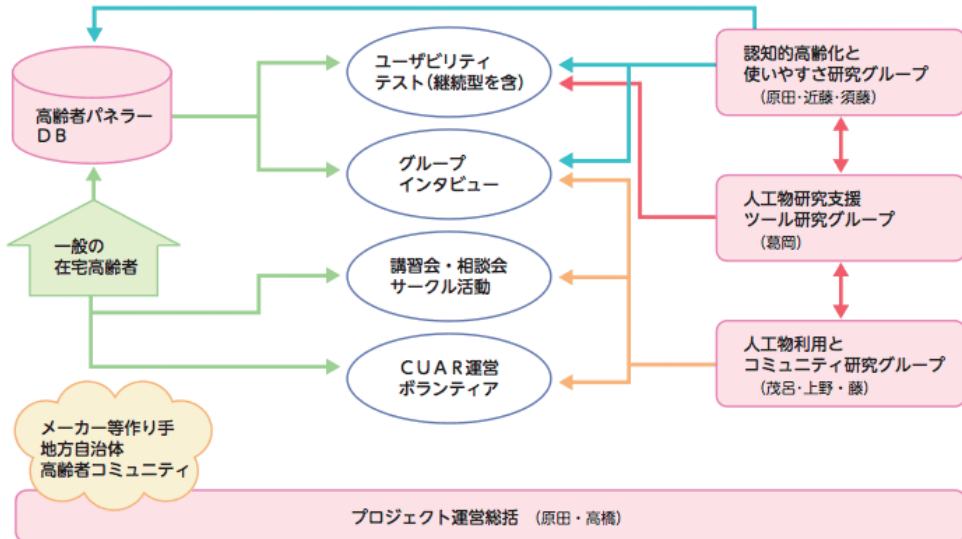 高齢者パネラー
ＤＢ
一般の
在宅高齢者
メーカー等作り手
地方自治体
高齢者コミュニティ
ユーザビリティ
テスト（継続型を含）
グループ
インタビュー
講習会・相談会
サークル活動
ＣＵＡＲ運営
ボランティア
認知的高齢化と
使いやすさ研究グループ
（原田・近藤・須藤）
人工物研究支援
ツール研究グループ
（葛岡）
人工物利用と
コミュニティ研究グループ
（茂呂・上野・藤）
プロジェクト運営総括 （原田・高橋）